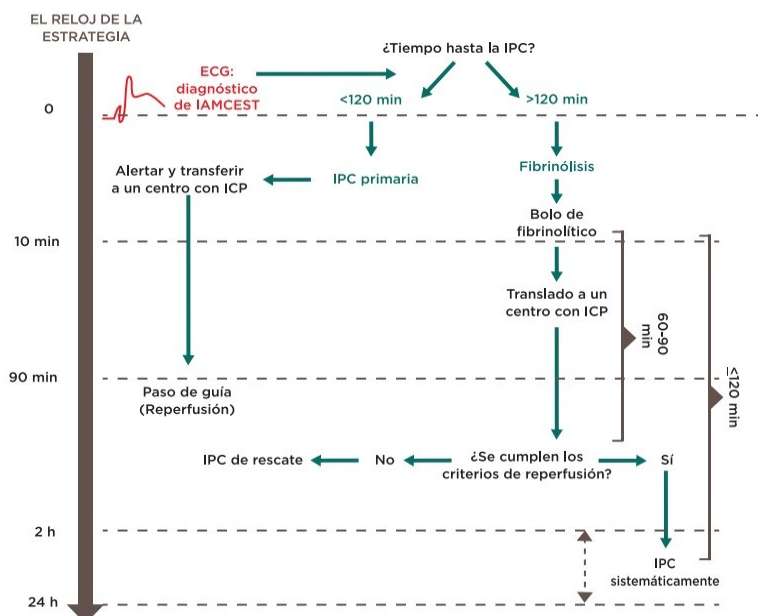 EL RELOJ DE LA
ESTRATEGIA
¿Tiempo hasta la IPC?
ECG:
diagnóstico
de IAMCEST
0
<120 min
>120 min
Alertar y transferir
a un centro con ICP
IPC primaria
Fibrinólisis
Bolo de
fibrinolítico
10 min
Translado a un
centro con ICP
60-90
min
90 min
Paso de guía
(Reperfusión)
≤120 min
IPC de rescate
No
¿Se cumplen los
criterios de reperfusión?
Sí
2 h
IPC
sistemáticamente
24 h